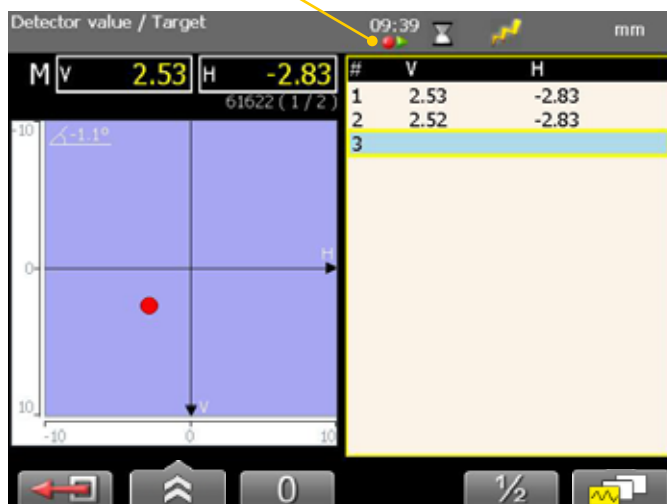 Detector value / Target
09:39
mm
M V 2.53 H -2.83
61622 ( 1 / 2 )
# V H
1 2.53 -2.83
2 2.52 -2.83
3
-10
-1.1°
H
0
10
V
-10 0 10
0
½